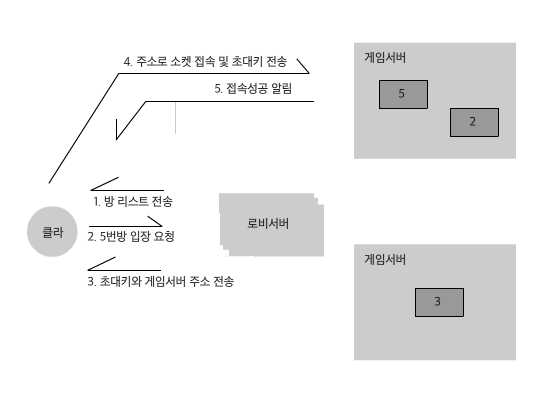 4. 주소로 소켓 접속 및 초대키 전송
5. 접속성공 알림
게임서버
5
2
1. 방 리스트 전송
클라
2. 5번방 입장 요청
로비서버
3. 초대키와 게임서버 주소 전송
게임서버
3